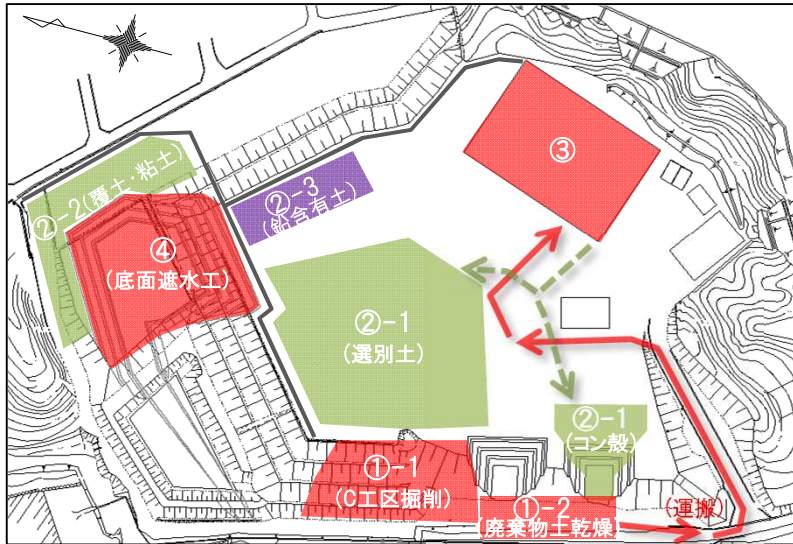 ③
②-2(覆土・粘土)
②-3
(鉛含有土)
④
(底面遮水工)
②-1
(選別土)
②-1
(コン殻)
①-1
(C工区掘削)
①-2
(廃棄物土乾燥)
(運搬)